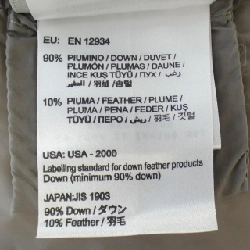 EU: EN 12934
90% PIUMINO / DOWN / DUVET /
PLUMÓN / PLUMAS / DAUNE /
INCE KUŞ TÜYÜ / ПУХ / ريش
الصغير / 羽绒 / 솜털
10% PIUMA / FEATHER / PLUME /
PLUMA / PENA / FEDER / KUŞ
TÜYÜ / ПЕРО / ريش / 羽毛 / 깃털
USA: USA - 2000
Labelling standard for down feather products
Down (minimum 90% down)
JAPAN:JIS 1903
90% Down / ダウン
10% Feather / 羽毛